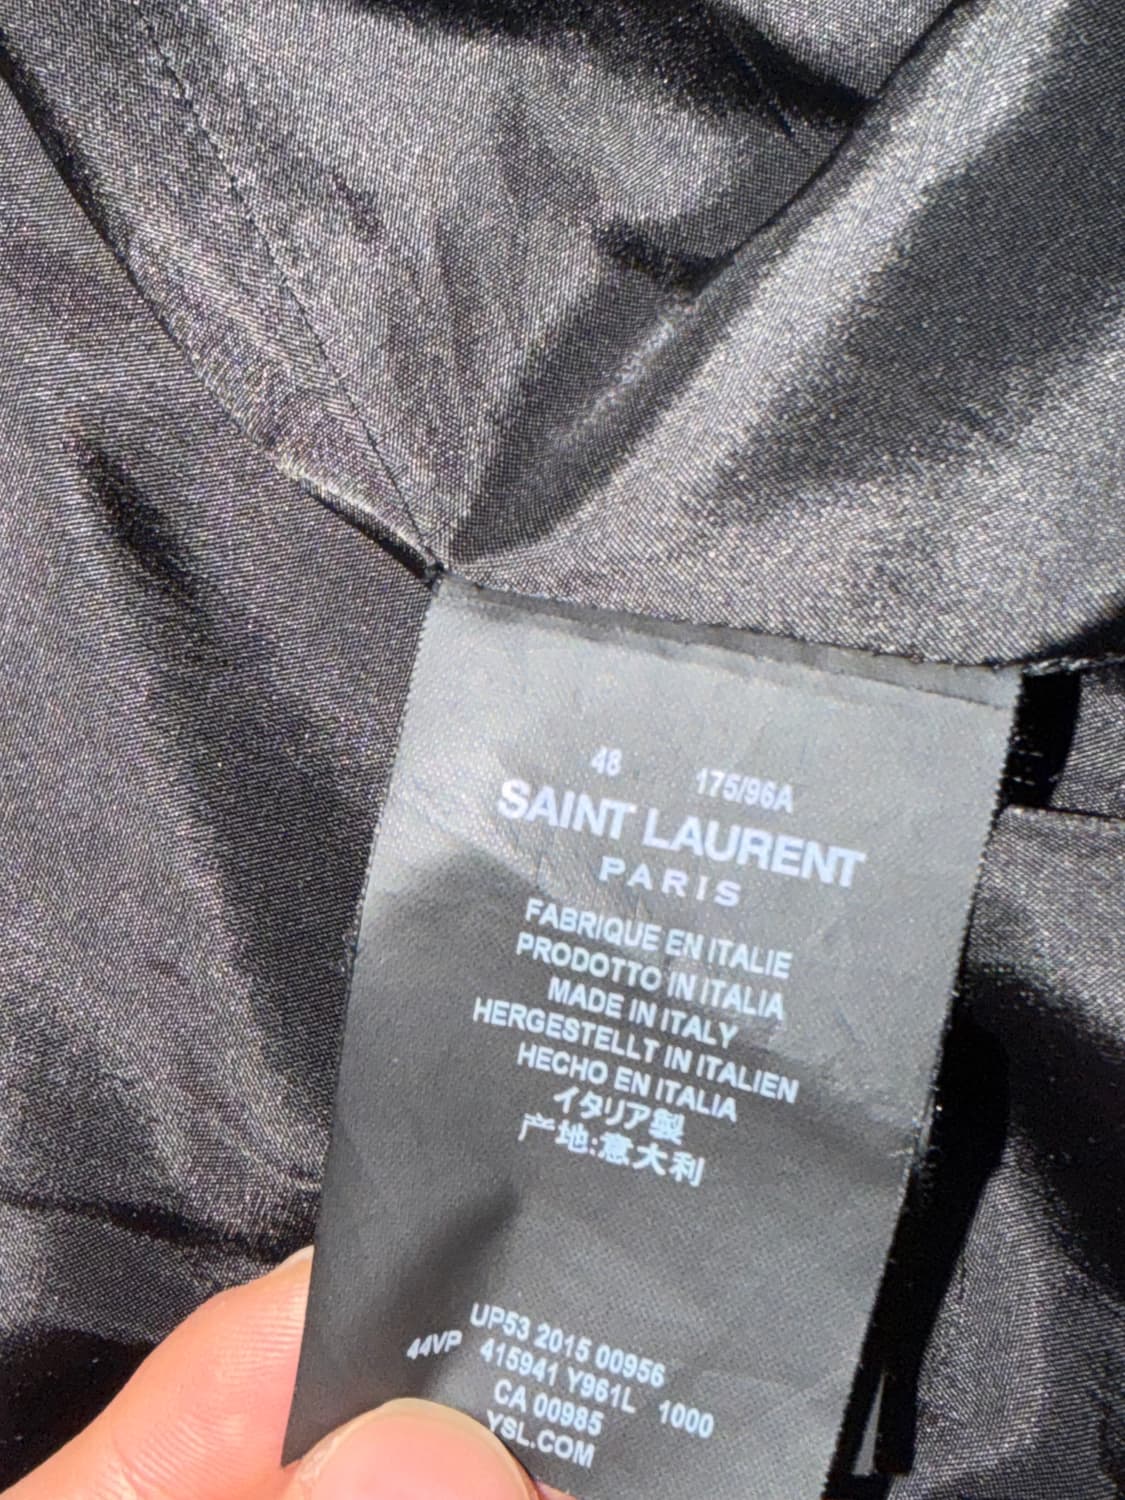 48 175/96A
SAINT LAURENT
PARIS
FABRIQUE EN ITALIE
PRODOTTO IN ITALIA
MADE IN ITALY
HERGESTELLT IN ITALIEN
HECHO EN ITALIA
イタリア製
产地:意大利
UP53 2015 00956
44VP 415941 Y961L 1000
CA 00985
YSL.COM